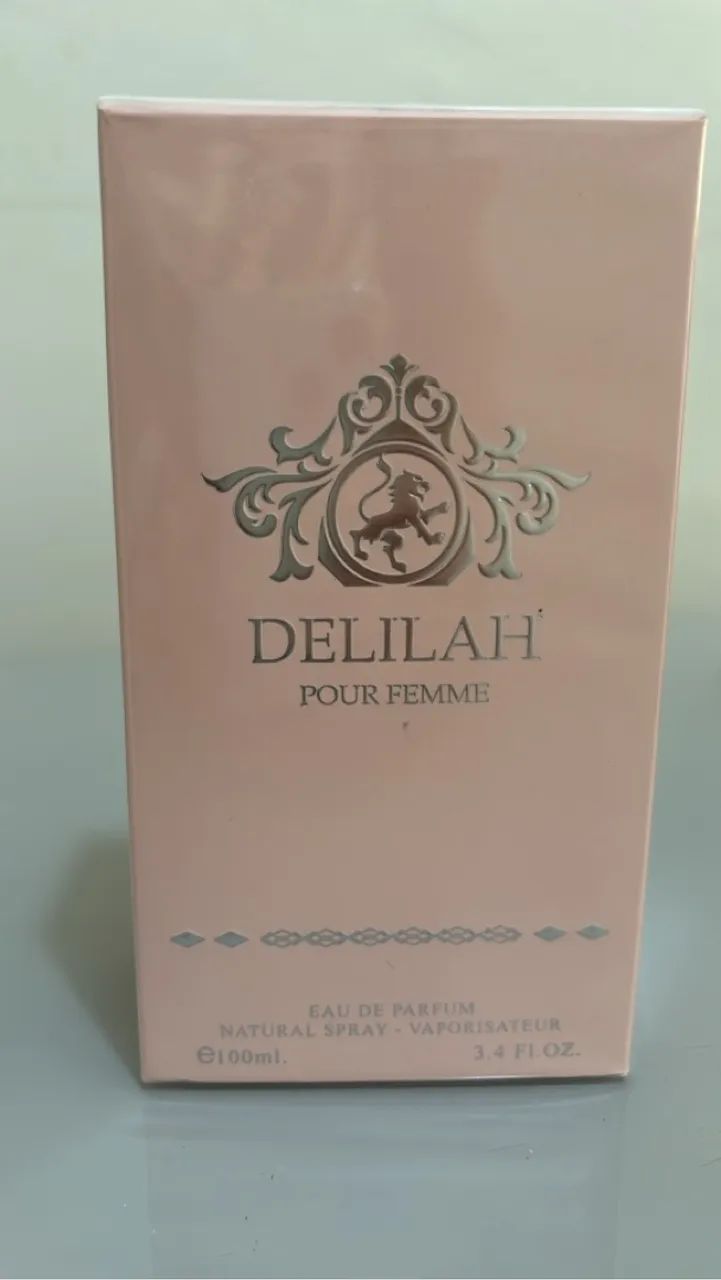 DELILAH
POUR FEMME
EAU DE PARFUM
NATURAL SPRAY - VAPORISATEUR
℮100ml.
3.4 Fl.OZ.